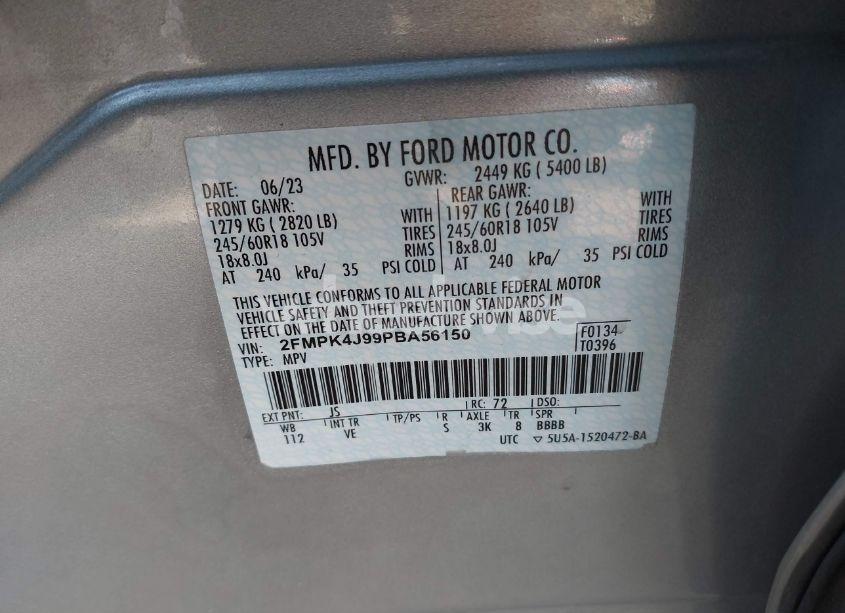 MFD. BY FORD MOTOR CO.
DATE: 06/23 GVWR: 2449 KG ( 5400 LB)
FRONT GAWR: REAR GAWR:
1279 KG ( 2820 LB) WITH 1197 KG ( 2640 LB) WITH
245/60R18 105V TIRES 245/60R18 105V TIRES
18x8.0J RIMS 18x8.0J RIMS
AT 240 kPa/ 35 PSI COLD AT 240 kPa/ 35 PSI COLD
THIS VEHICLE CONFORMS TO ALL APPLICABLE FEDERAL MOTOR
VEHICLE SAFETY AND THEFT PREVENTION STANDARDS IN
EFFECT ON THE DATE OF MANUFACTURE SHOWN ABOVE.
VIN: 2FMPK4J99PBA56150 F0134
TYPE: MPV T0396
EXT PNT: JS RC: 72 DSO:
WB INT TR TP/PS R AXLE TR SPR
112 VE S 3K 8 BBBB
UTC ▽ 5U5A-1520472-BA